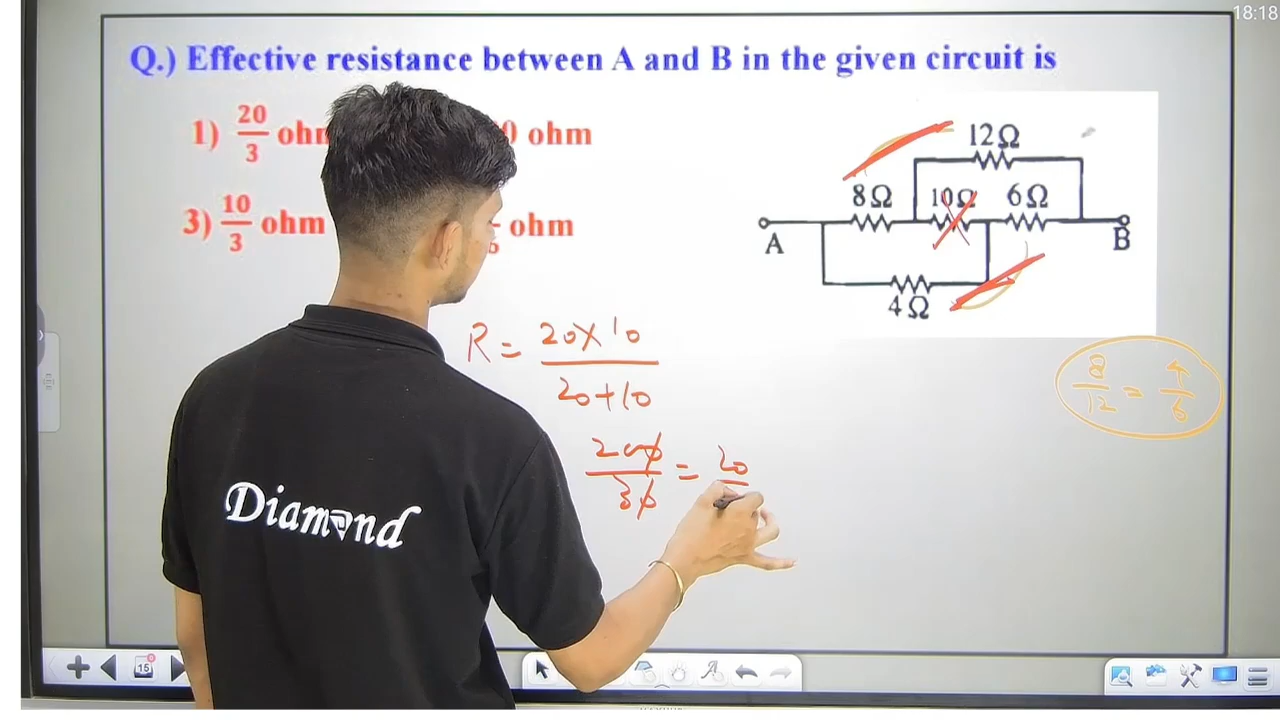 18:18
Q.) Effective resistance between A and B in the given circuit is
1) 20/3 ohm
ohm
3) 10/3 ohm
ohm
12Ω
8Ω 10Ω 6Ω
A B
4Ω
R = 20×10 / 20+10
200/30 = 20
8/12 = 4/6
Diamond
15